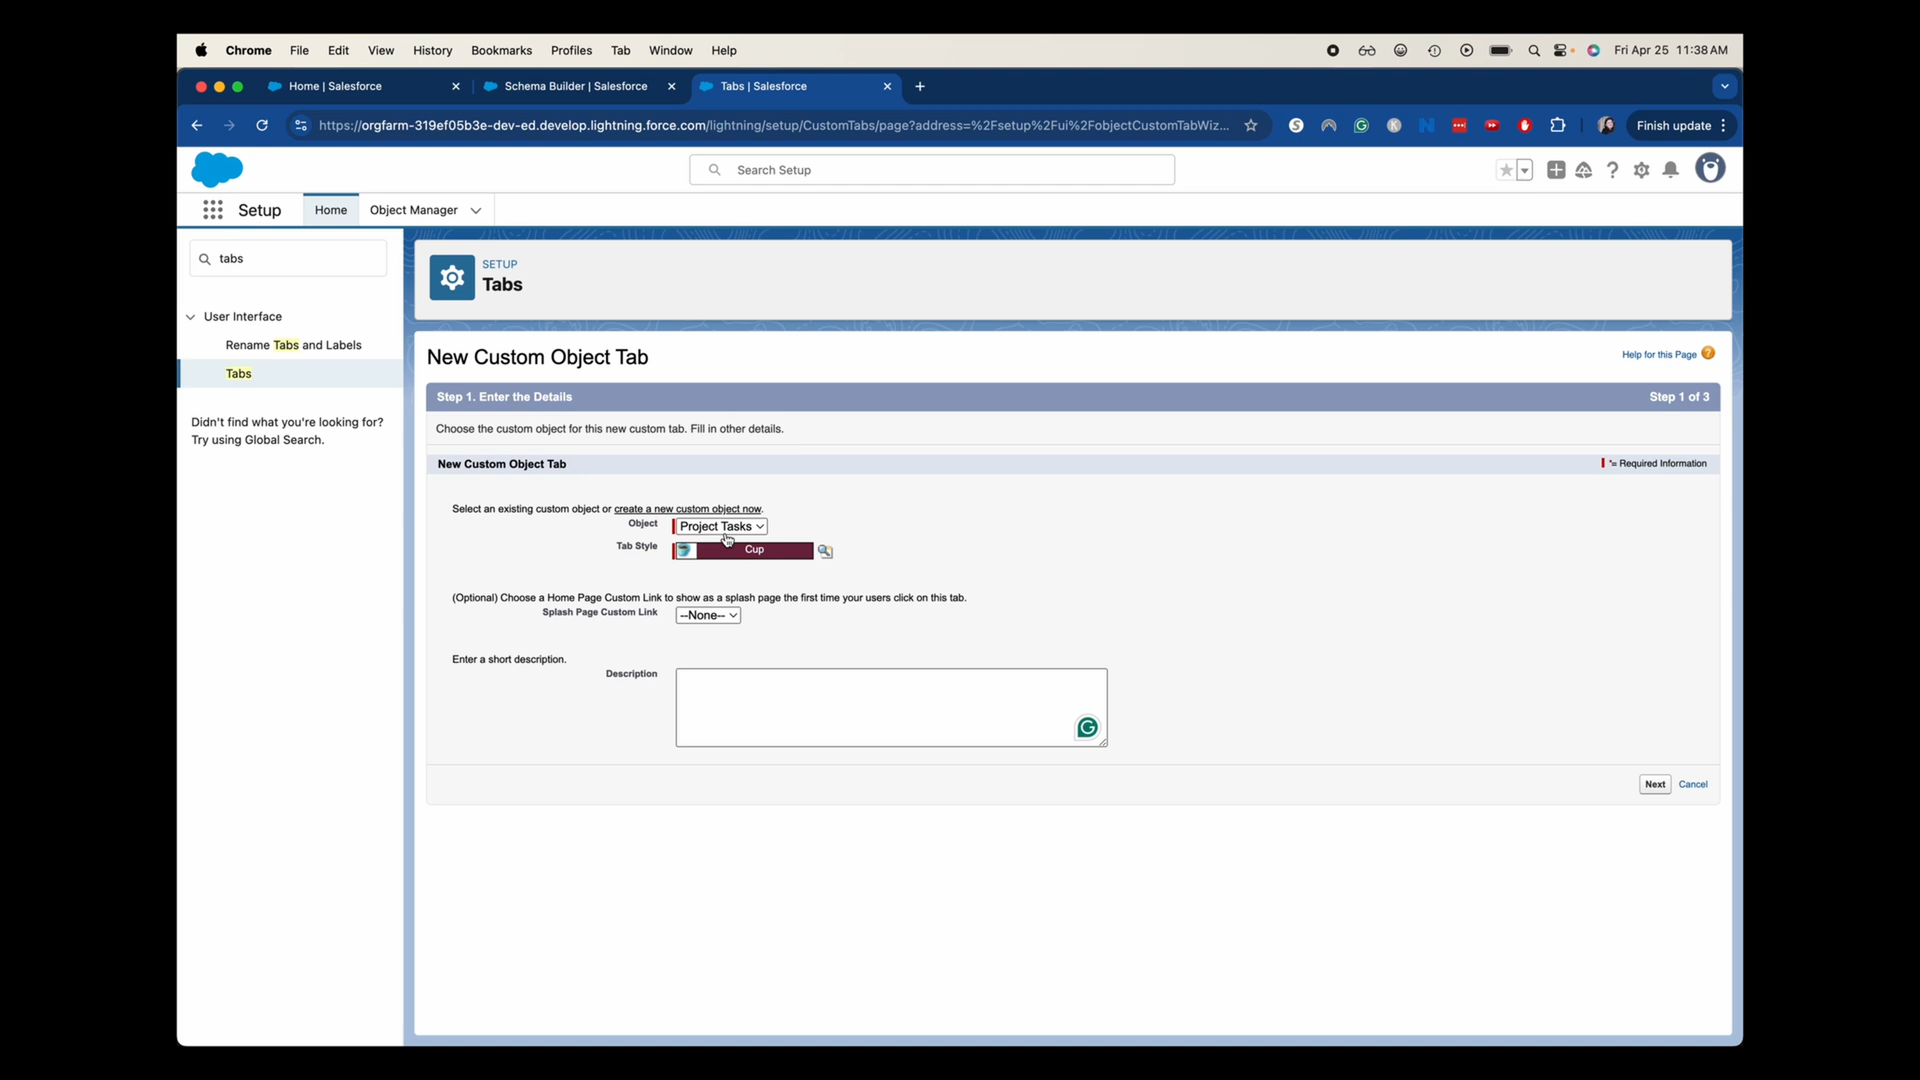 Chrome File Edit View History Bookmarks Profiles Tab Window Help Fri Apr 25 11:38 AM
Home | Salesforce Schema Builder | Salesforce Tabs | Salesforce
https://orgfarm-319ef05b3e-dev-ed.develop.lightning.force.com/lightning/setup/CustomTabs/page?address=%2Fsetup%2Fui%2FobjectCustomTabWiz... Finish update
Search Setup
Setup Home Object Manager
tabs
SETUP
Tabs
User Interface
Rename Tabs and Labels
Tabs
Didn't find what you're looking for?
Try using Global Search.
New Custom Object Tab
Help for this Page ?
Step 1. Enter the Details Step 1 of 3
Choose the custom object for this new custom tab. Fill in other details.
New Custom Object Tab = Required Information
Select an existing custom object or create a new custom object now.
Object Project Tasks
Tab Style Cup
(Optional) Choose a Home Page Custom Link to show as a splash page the first time your users click on this tab.
Splash Page Custom Link --None--
Enter a short description.
Description
Next Cancel